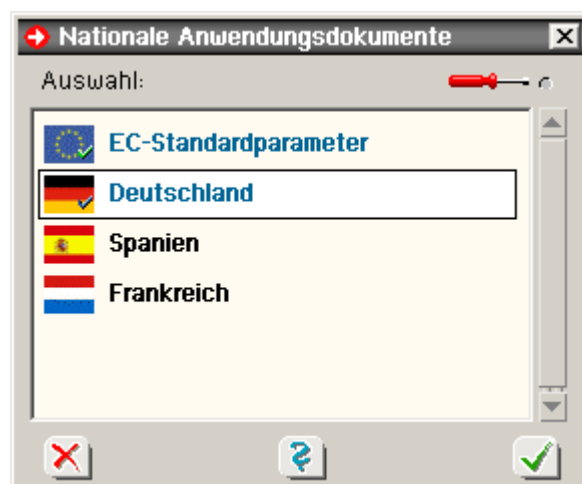 Nationale Anwendungsdokumente
Auswahl:
EC-Standardparameter
Deutschland
Spanien
Frankreich